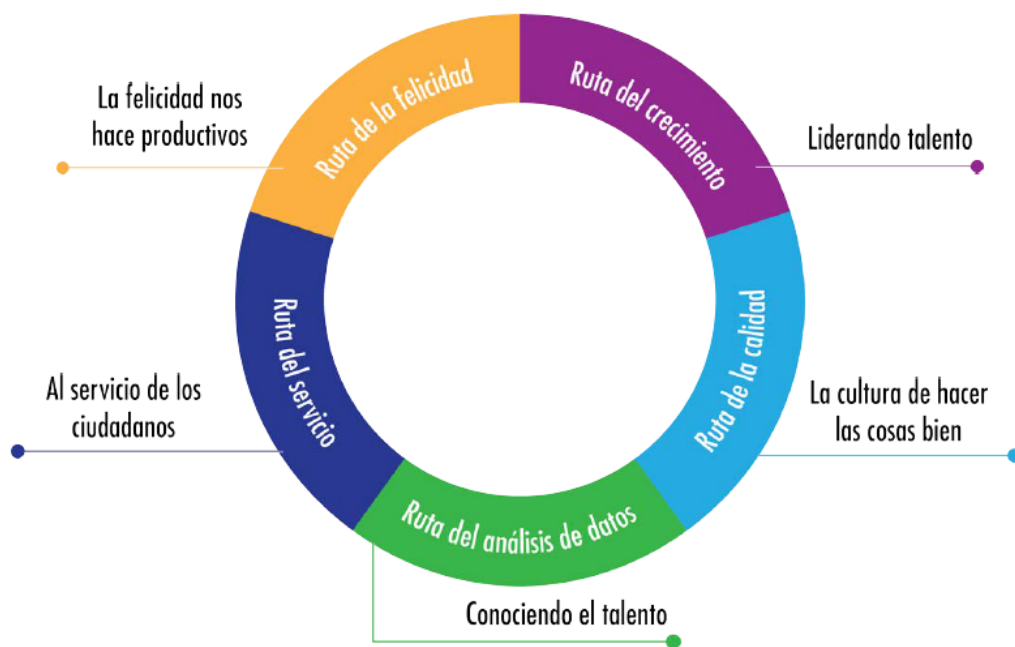 Ruta de la felicidad
La felicidad nos
hace productivos
Ruta del crecimiento
Liderando talento
Ruta de la calidad
La cultura de hacer
las cosas bien
Ruta del análisis de datos
Conociendo el talento
Ruta del servicio
Al servicio de los
ciudadanos